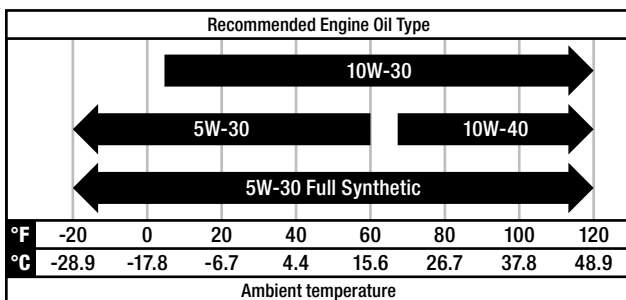 Recommended Engine Oil Type
10W-30
5W-30 10W-40
5W-30 Full Synthetic
°F -20 0 20 40 60 80 100 120
°C -28.9 -17.8 -6.7 4.4 15.6 26.7 37.8 48.9
Ambient temperature